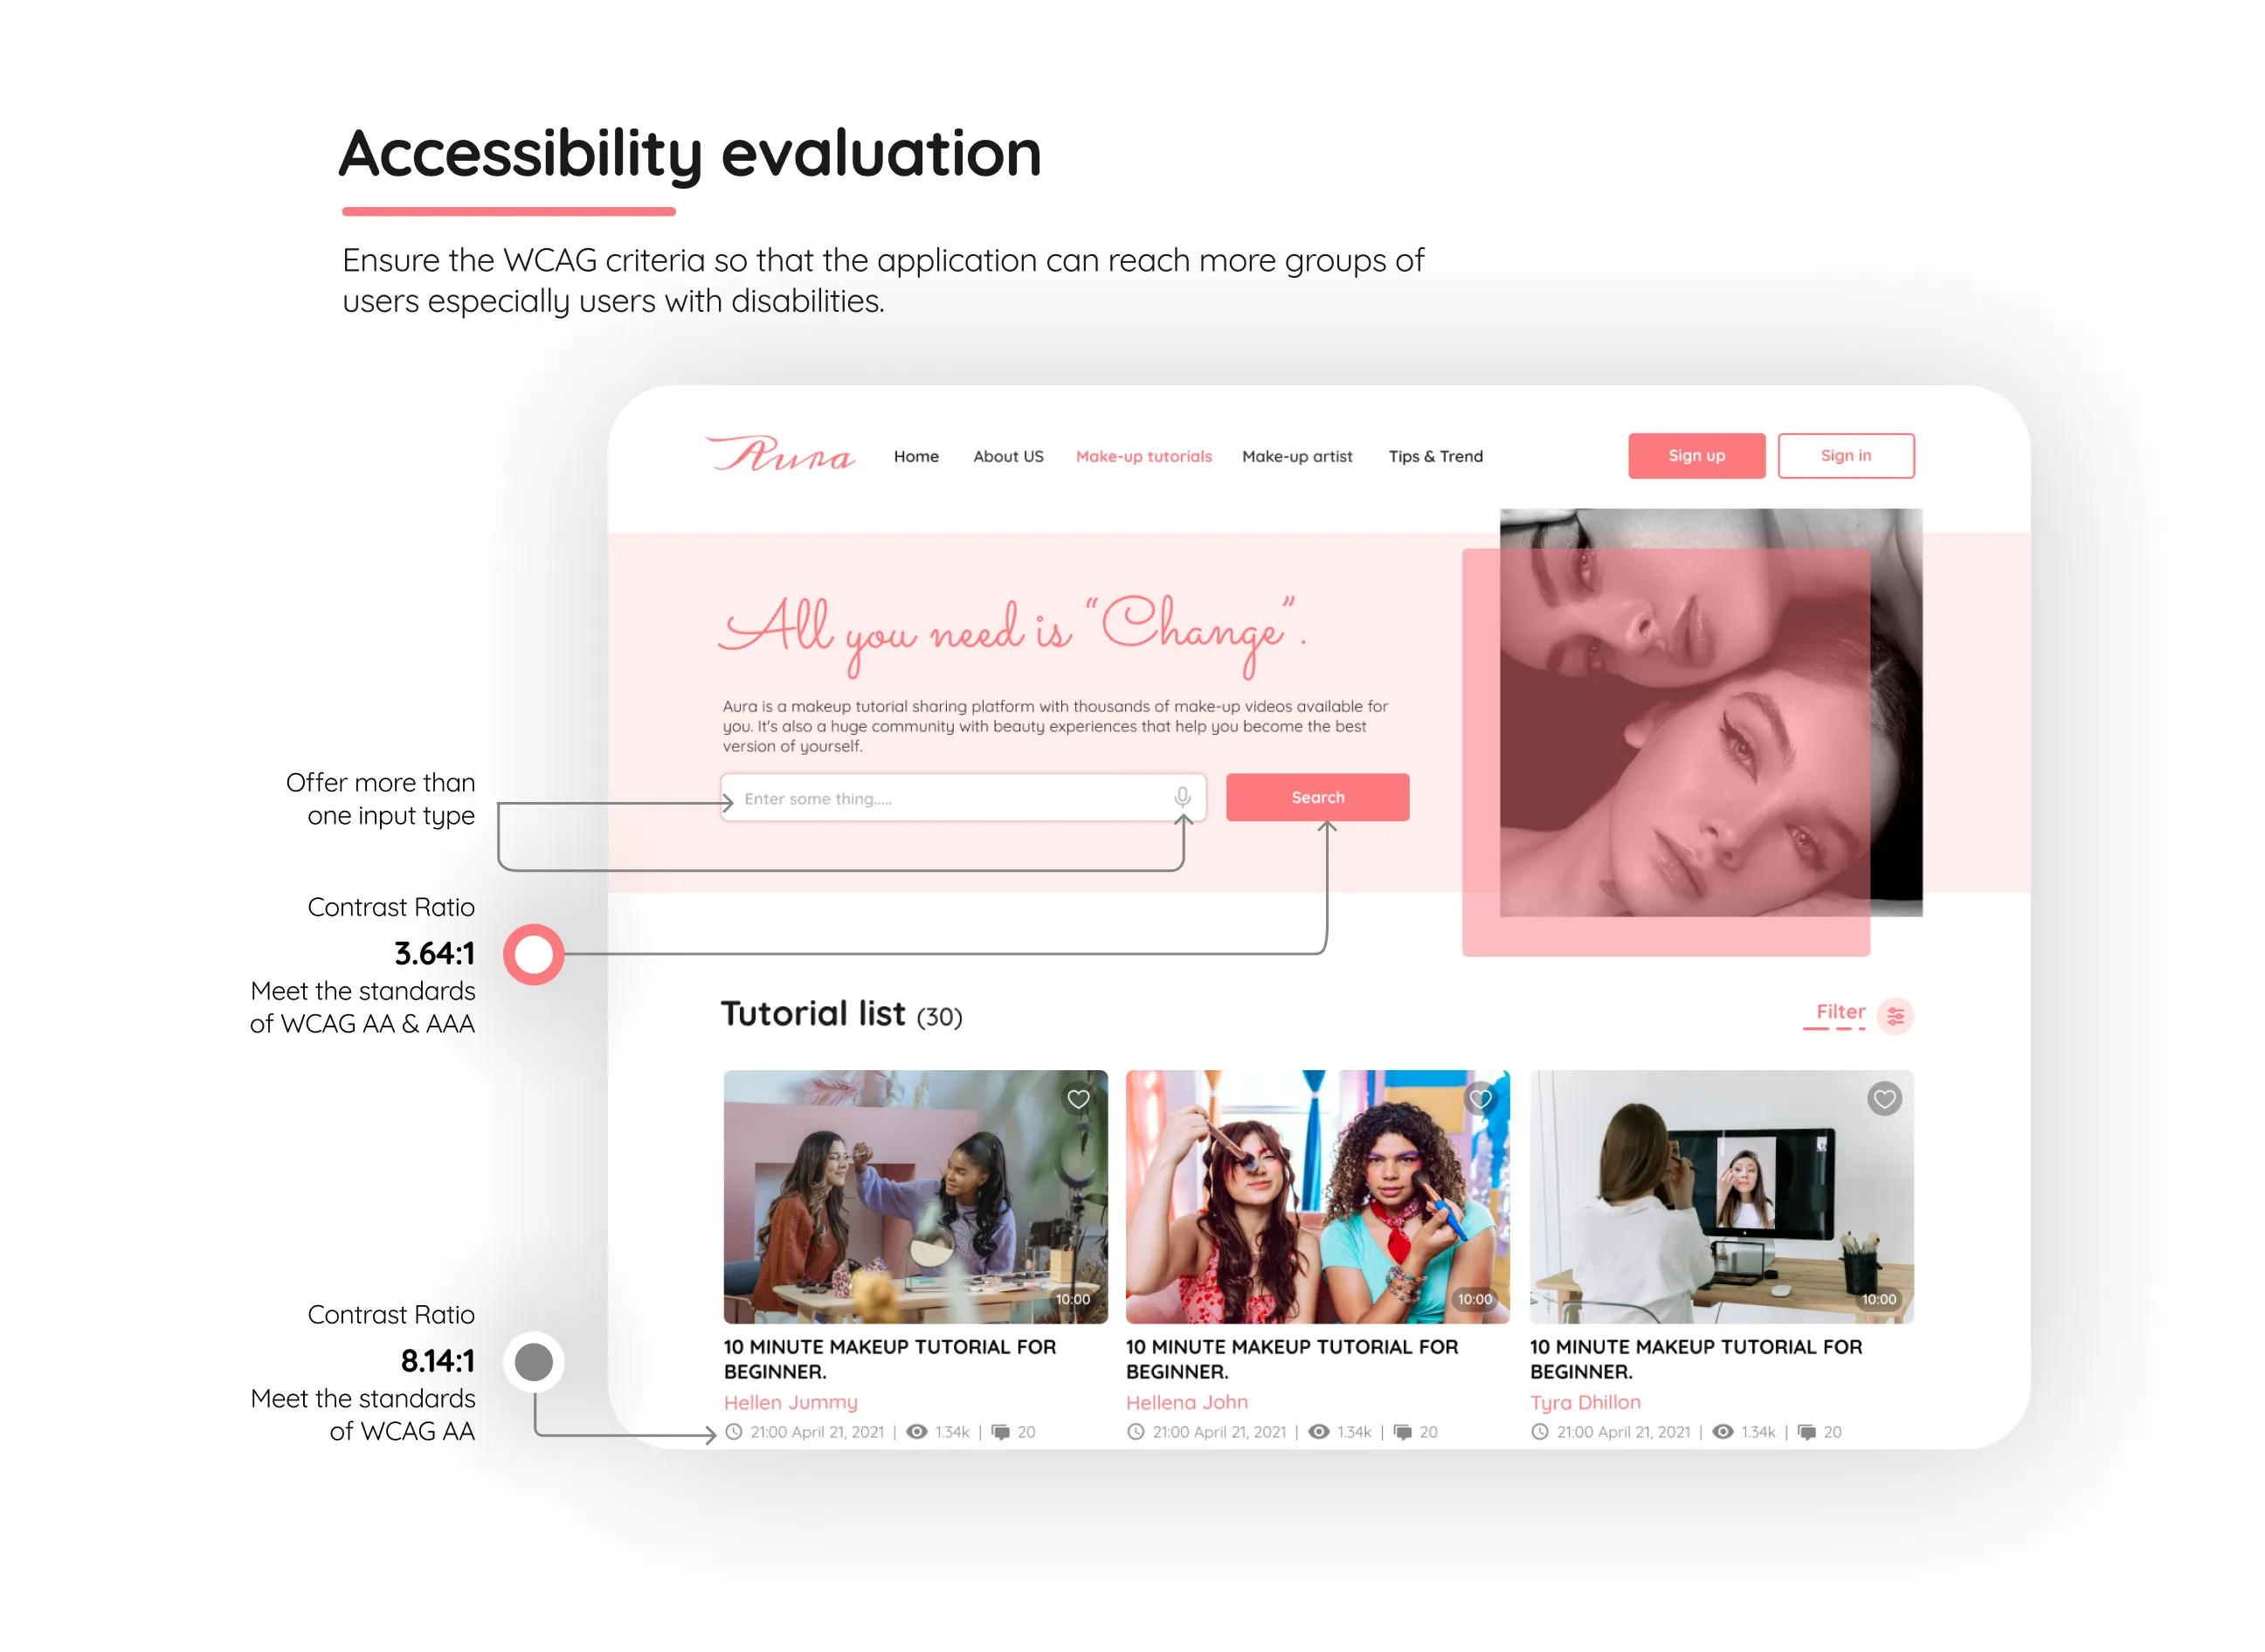 Accessibility evaluation
Ensure the WCAG criteria so that the application can reach more groups of
users especially users with disabilities.
Aura
Home
About US
Make-up tutorials
Make-up artist
Tips & Trend
Sign up
Sign in
All you need is “Change”.
Aura is a makeup tutorial sharing platform with thousands of make-up videos available for
you. It's also a huge community with beauty experiences that help you become the best
version of yourself.
Enter some thing.....
Search
Offer more than
one input type
Contrast Ratio
3.64:1
Meet the standards
of WCAG AA & AAA
Tutorial list (30)
Filter
10:00
10:00
10:00
10 MINUTE MAKEUP TUTORIAL FOR
BEGINNER.
Hellen Jummy
21:00 April 21, 2021 | 1.34k | 20
10 MINUTE MAKEUP TUTORIAL FOR
BEGINNER.
Hellena John
21:00 April 21, 2021 | 1.34k | 20
10 MINUTE MAKEUP TUTORIAL FOR
BEGINNER.
Tyra Dhillon
21:00 April 21, 2021 | 1.34k | 20
Contrast Ratio
8.14:1
Meet the standards
of WCAG AA